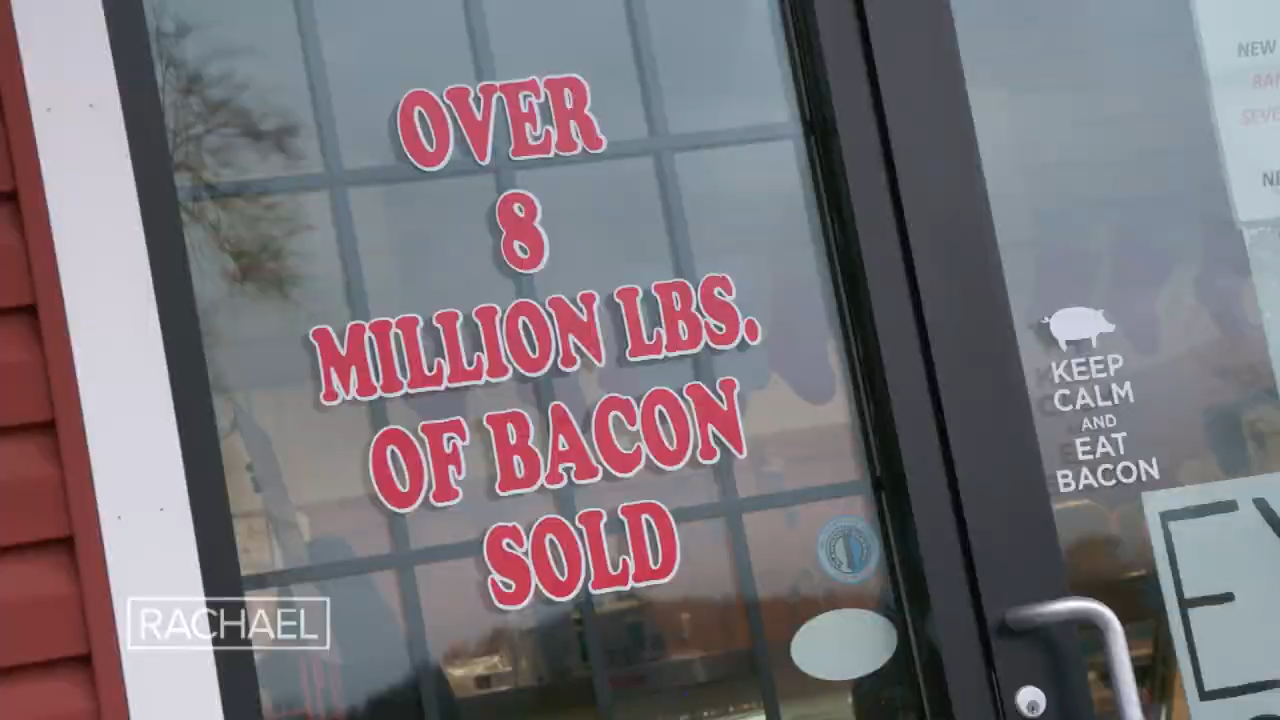 OVER
8
MILLION LBS.
OF BACON
SOLD
KEEP
CALM
AND
EAT
BACON
NEW
RACHAEL